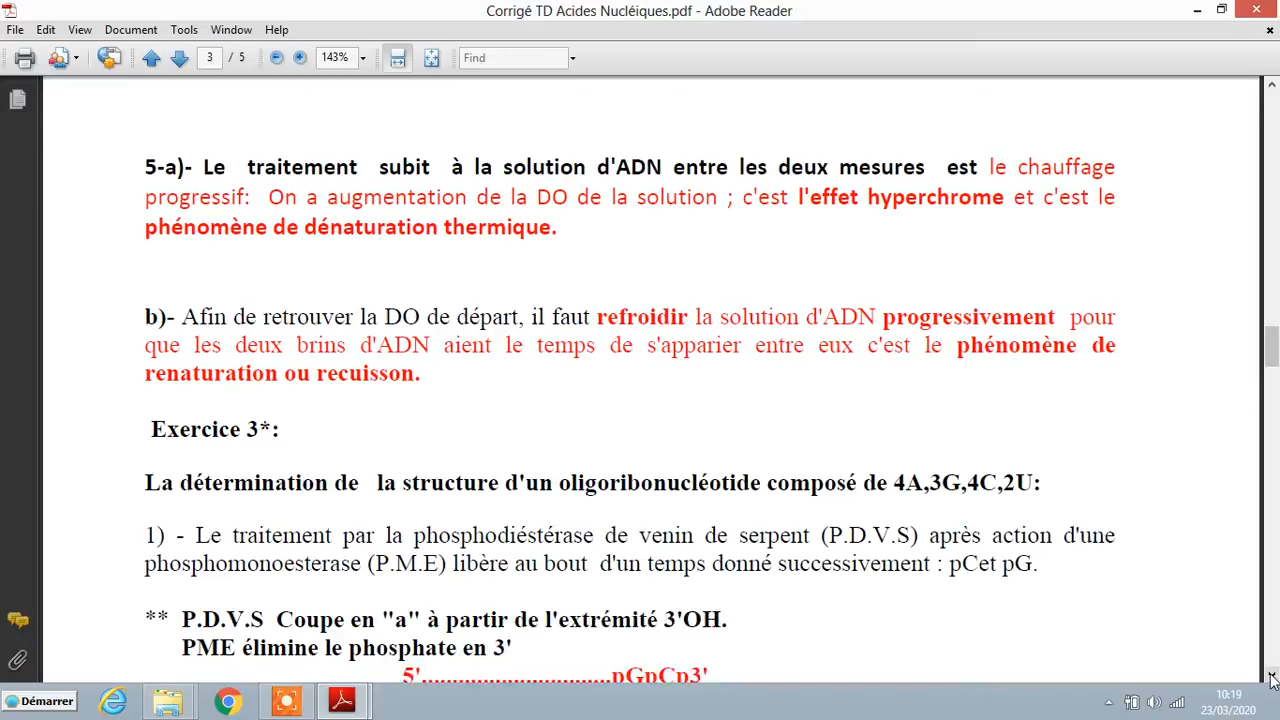 Corrigé TD Acides Nucléiques.pdf - Adobe Reader
File Edit View Document Tools Window Help
3 / 5 143% Find
5-a)- Le traitement subit à la solution d'ADN entre les deux mesures est le chauffage
progressif: On a augmentation de la DO de la solution ; c'est l'effet hyperchrome et c'est le
phénomène de dénaturation thermique.
b)- Afin de retrouver la DO de départ, il faut refroidir la solution d'ADN progressivement pour
que les deux brins d'ADN aient le temps de s'apparier entre eux c'est le phénomène de
renaturation ou recuisson.
Exercice 3*:
La détermination de la structure d'un oligoribonucléotide composé de 4A,3G,4C,2U:
1) - Le traitement par la phosphodiéstérase de venin de serpent (P.D.V.S) après action d'une
phosphomonoesterase (P.M.E) libère au bout d'un temps donné successivement : pCet pG.
** P.D.V.S Coupe en "a" à partir de l'extrémité 3'OH.
PME élimine le phosphate en 3'
5'...............................pGpCp3'
Démarrer
10:19
23/03/2020